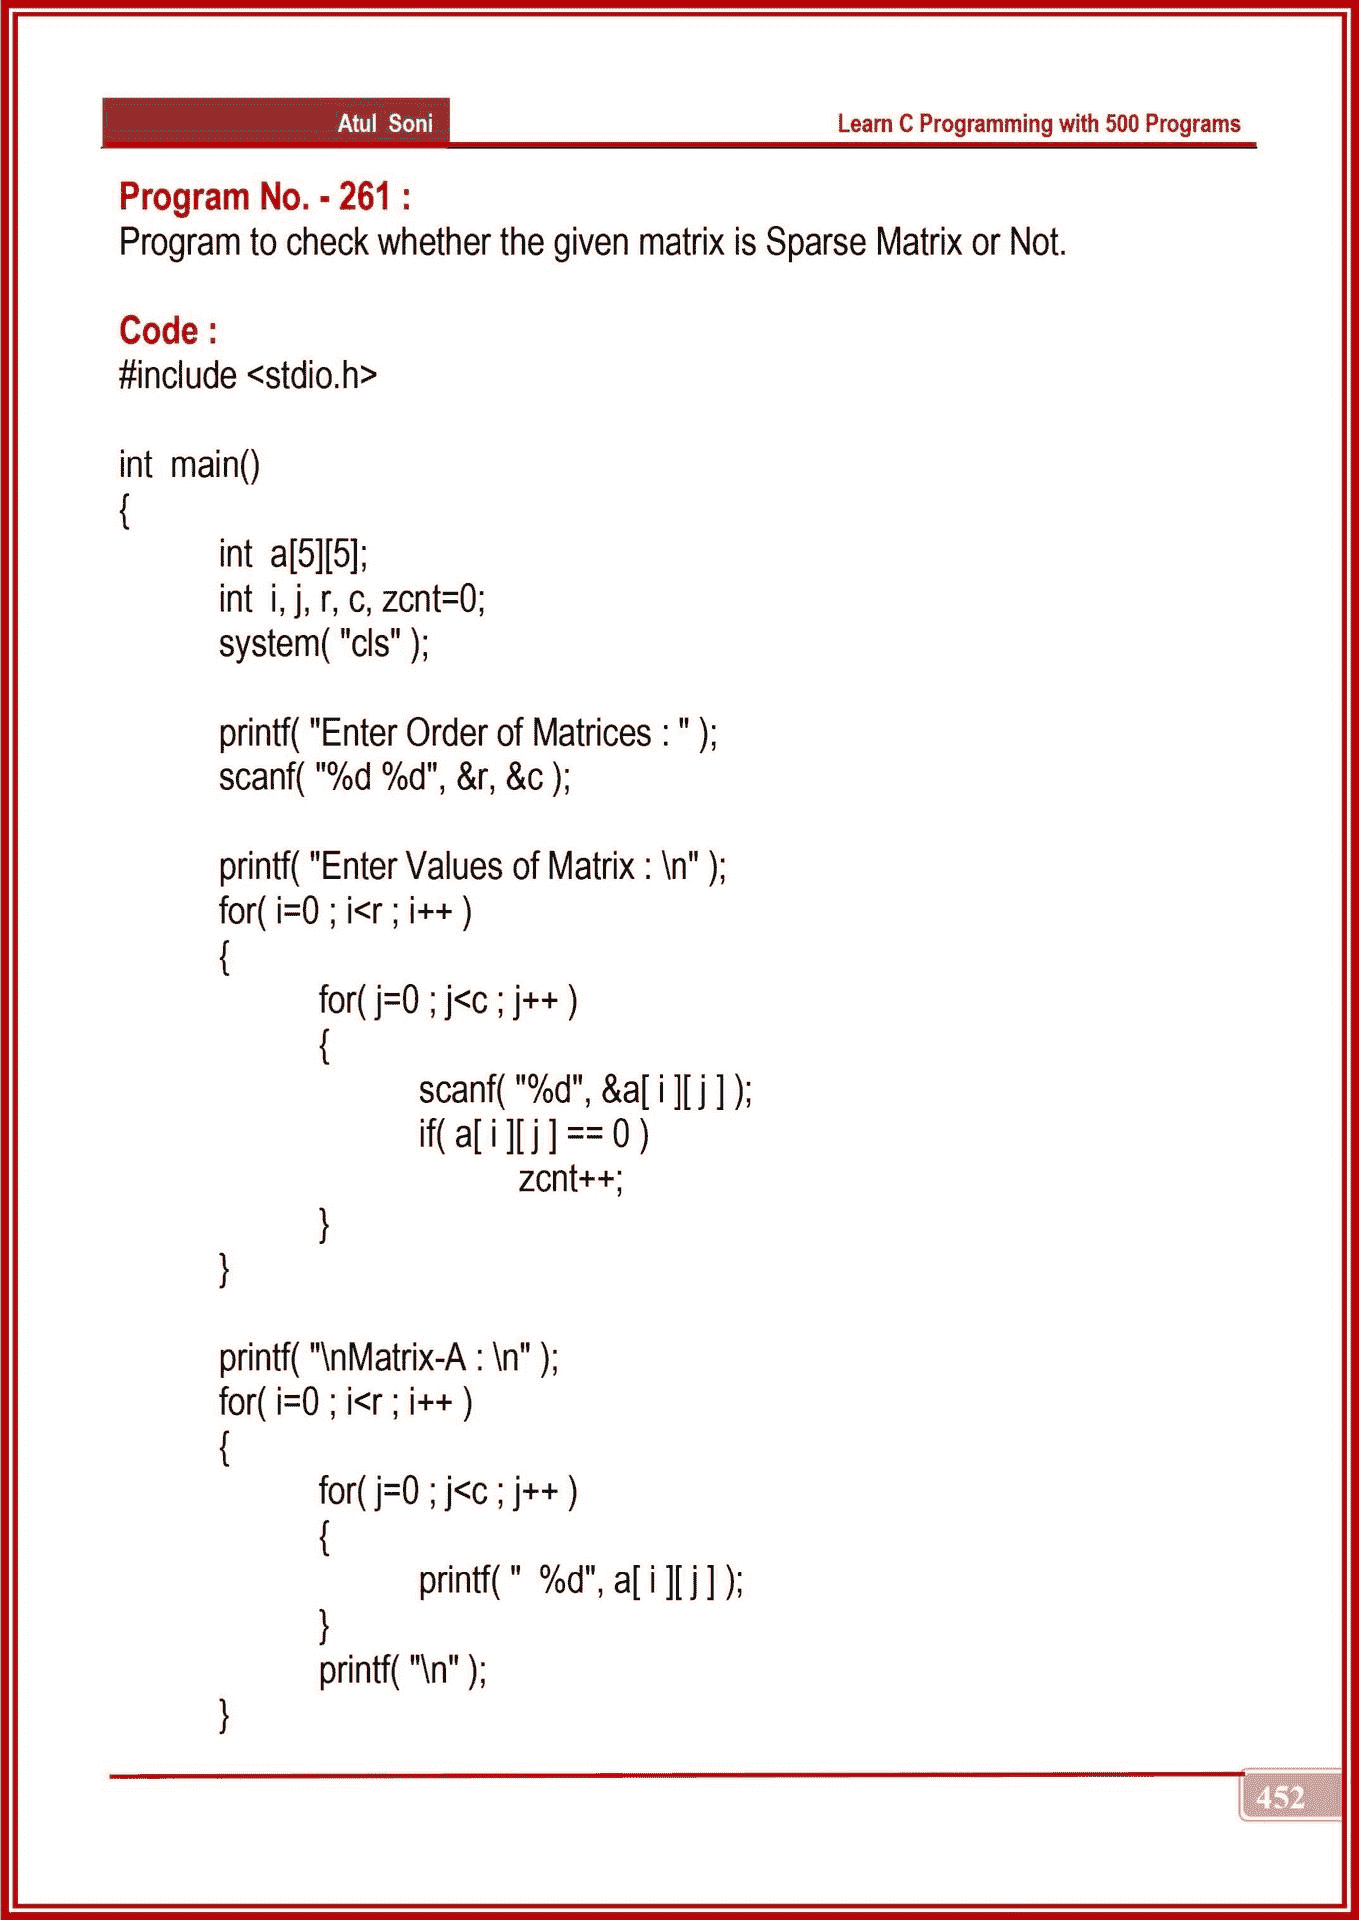 Atul  Soni
Learn C Programming with 500 Programs
Program No. - 261 :
Program to check whether the given matrix is Sparse Matrix or Not.
Code :
#include <stdio.h>
int  main()
{
int  a[5][5];
int  i, j, r, c, zcnt=0;
system( "cls" );
printf( "Enter Order of Matrices : " );
scanf( "%d %d", &r, &c );
printf( "Enter Values of Matrix : \n" );
for( i=0 ; i<r ; i++ )
{
for( j=0 ; j<c ; j++ )
{
scanf( "%d", &a[ i ][ j ] );
if( a[ i ][ j ] == 0 )
zcnt++;
}
}
printf( "\nMatrix-A : \n" );
for( i=0 ; i<r ; i++ )
{
for( j=0 ; j<c ; j++ )
{
printf( "  %d", a[ i ][ j ] );
}
printf( "\n" );
}
452